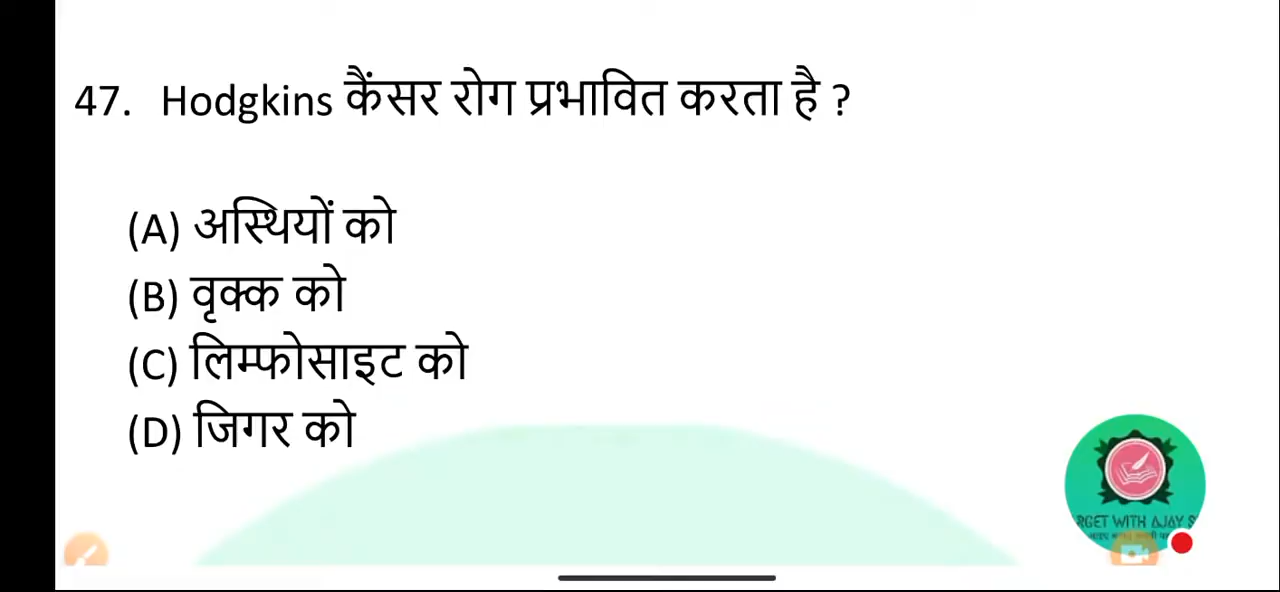 47. Hodgkins कैंसर रोग प्रभावित करता है ?
(A) अस्थियों को
(B) वृक्क को
(C) लिम्फोसाइट को
(D) जिगर को
RGET WITH AJAY S